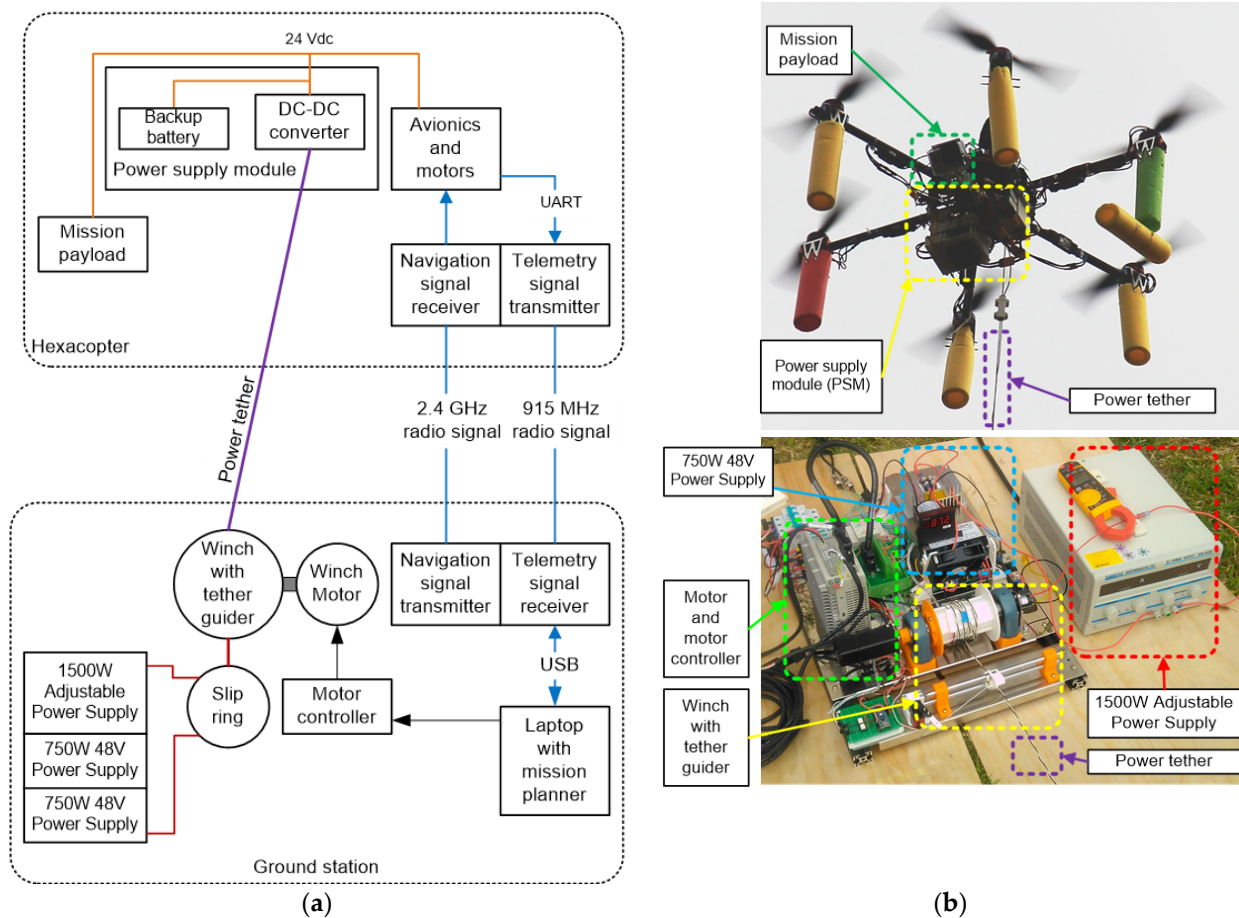 24 Vdc
Backup
battery
DC-DC
converter
Power supply module
Avionics
and
motors
UART
Mission
payload
Navigation
signal
receiver
Telemetry
signal
transmitter
Hexacopter
Power tether
2.4 GHz
radio signal
915 MHz
radio signal
Winch
with
tether
guider
Winch
Motor
Navigation
signal
transmitter
Telemetry
signal
receiver
USB
1500W
Adjustable
Power Supply
750W 48V
Power Supply
750W 48V
Power Supply
Slip
ring
Motor
controller
Laptop
with
mission
planner
Ground station
(a)
Mission
payload
Power supply
module (PSM)
Power tether
750W 48V
Power Supply
87.2
Motor
and
motor
controller
Winch
with
tether
guider
A
V
1500W Adjustable
Power Supply
Power tether
(b)